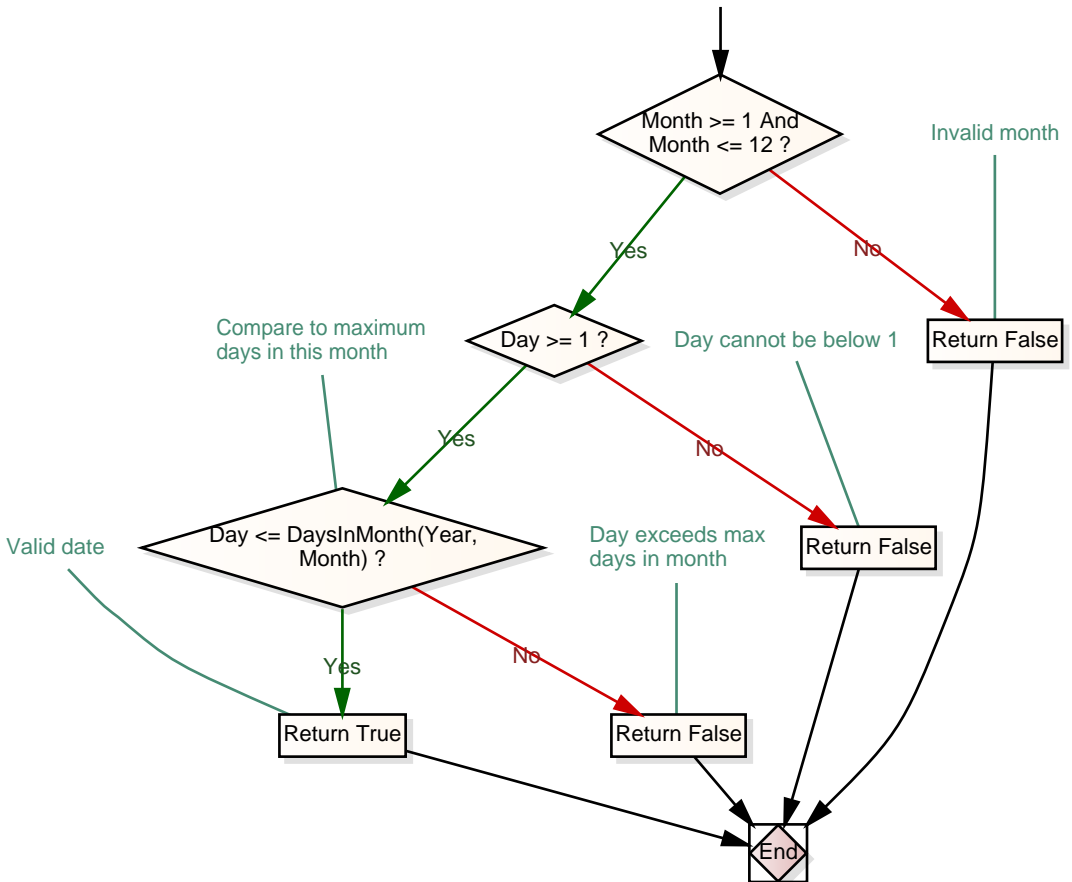 Month >= 1 And
Month <= 12 ?
Invalid month
Yes
No
Compare to maximum
days in this month
Day >= 1 ?
Day cannot be below 1
Return False
Yes
No
Valid date
Day <= DaysInMonth(Year,
Month) ?
Day exceeds max
days in month
Return False
Yes
No
Return True
Return False
End